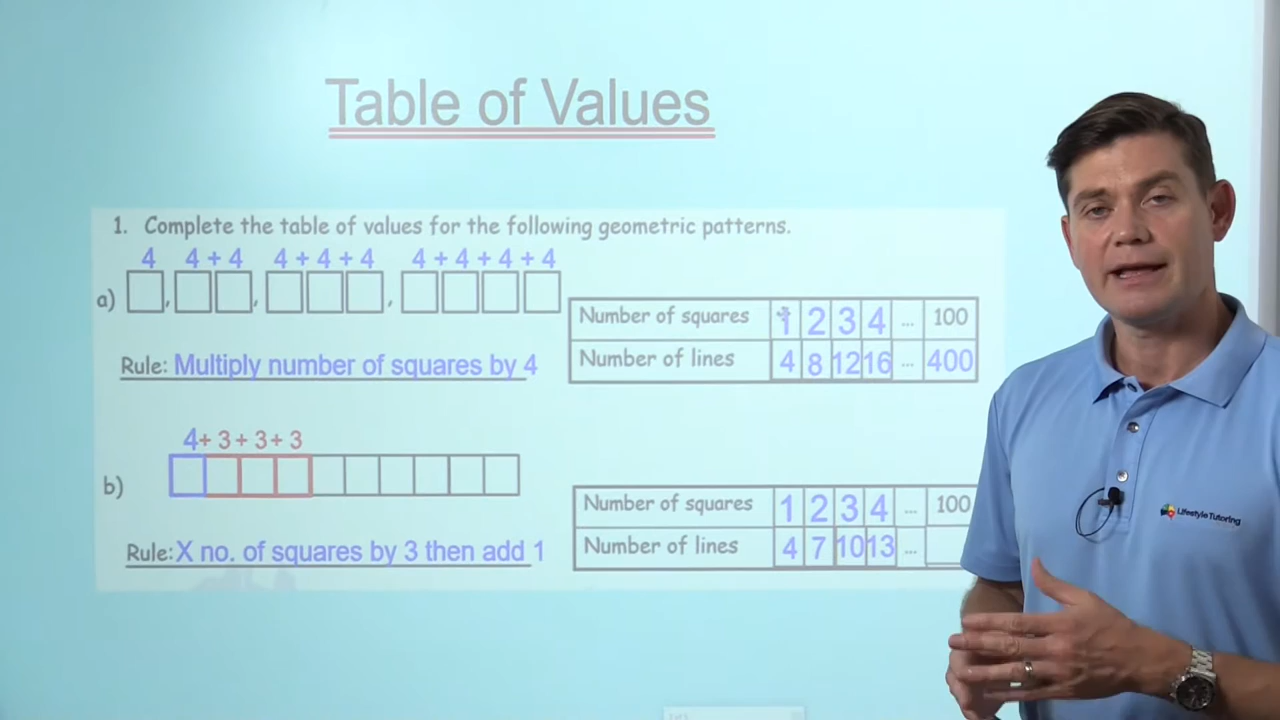 Table of Values
1. Complete the table of values for the following geometric patterns.
4 4 + 4 4 + 4 + 4 4 + 4 + 4 + 4
a) , , ,
Number of squares 1 2 3 4 ... 100
Number of lines 4 8 12 16 ... 400
Rule: Multiply number of squares by 4
4 + 3 + 3 + 3
b)
Number of squares 1 2 3 4 ... 100
Number of lines 4 7 10 13 ...
Rule: X no. of squares by 3 then add 1
Lifestyle Tutoring